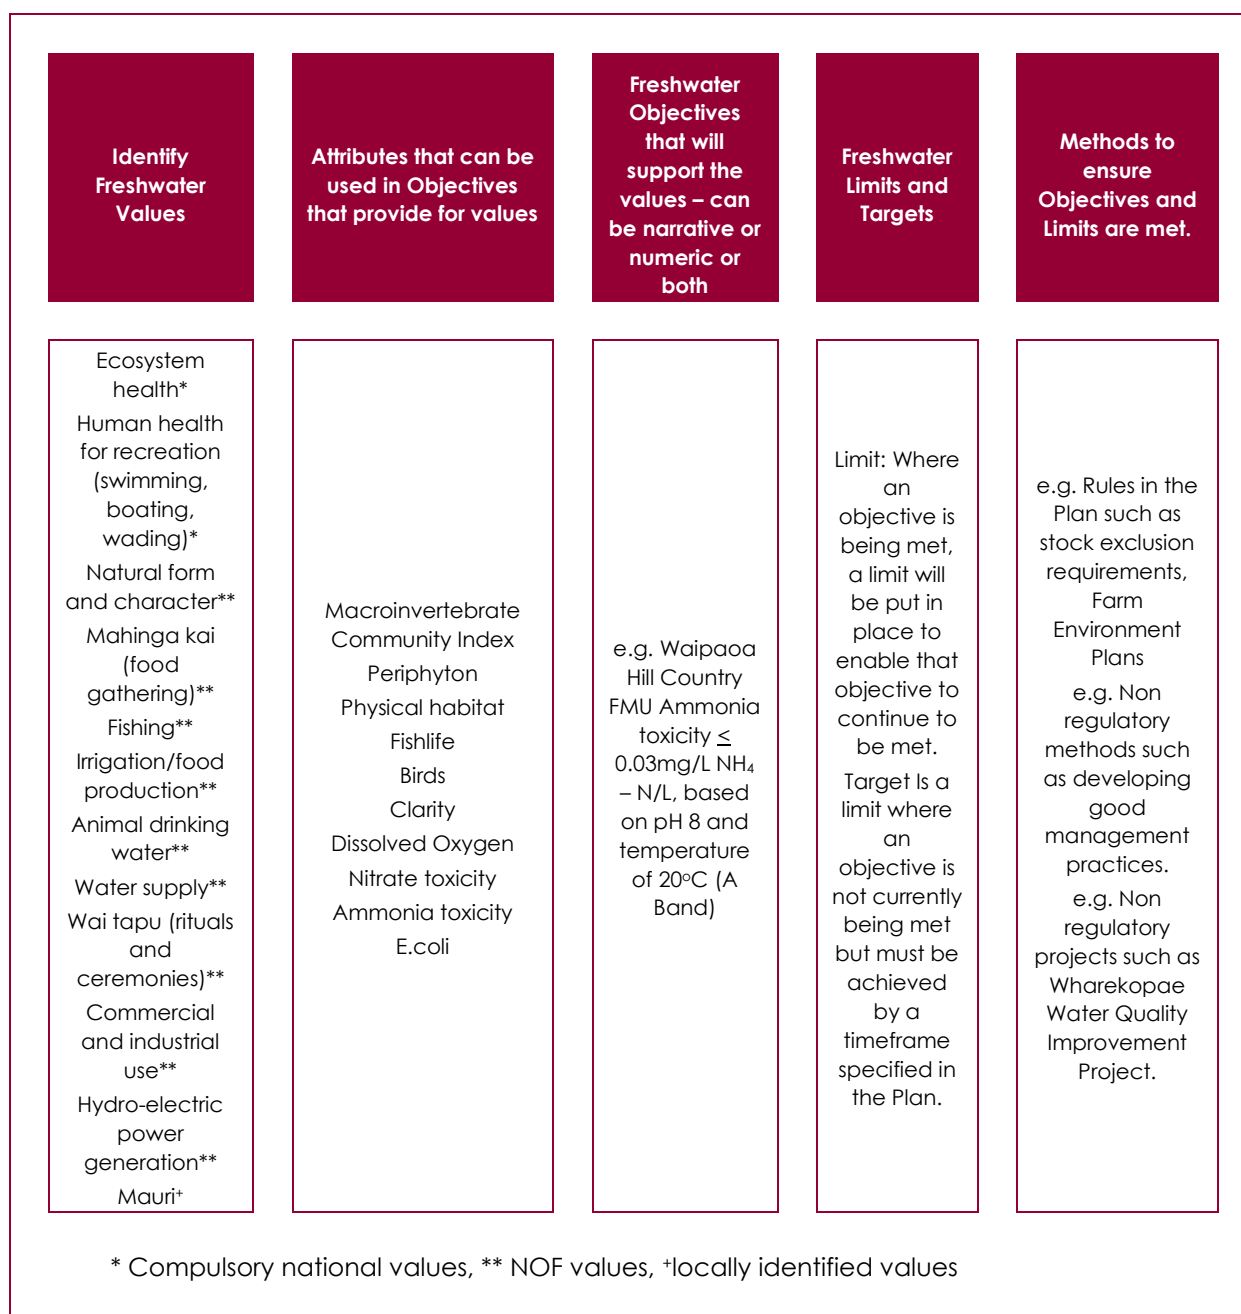 Identify
Freshwater
Values
Attributes that can be
used in Objectives
that provide for values
Freshwater
Objectives
that will
support the
values – can
be narrative or
numeric or
both
Freshwater
Limits and
Targets
Methods to
ensure
Objectives and
Limits are met.
Ecosystem
health*
Human health
for recreation
(swimming,
boating,
wading)*
Natural form
and character**
Mahinga kai
(food
gathering)**
Fishing**
Irrigation/food
production**
Animal drinking
water**
Water supply**
Wai tapu (rituals
and
ceremonies)**
Commercial
and industrial
use**
Hydro-electric
power
generation**
Mauri⁺
Macroinvertebrate
Community Index
Periphyton
Physical habitat
Fishlife
Birds
Clarity
Dissolved Oxygen
Nitrate toxicity
Ammonia toxicity
E.coli
e.g. Waipaoa
Hill Country
FMU Ammonia
toxicity ≤
0.03mg/L NH₄
– N/L, based
on pH 8 and
temperature
of 20ºC (A
Band)
Limit: Where
an
objective is
being met,
a limit will
be put in
place to
enable that
objective to
continue to
be met.
Target Is a
limit where
an
objective is
not currently
being met
but must be
achieved
by a
timeframe
specified in
the Plan.
e.g. Rules in the
Plan such as
stock exclusion
requirements,
Farm
Environment
Plans
e.g. Non
regulatory
methods such
as developing
good
management
practices.
e.g. Non
regulatory
projects such as
Wharekopae
Water Quality
Improvement
Project.
* Compulsory national values, ** NOF values, ⁺locally identified values